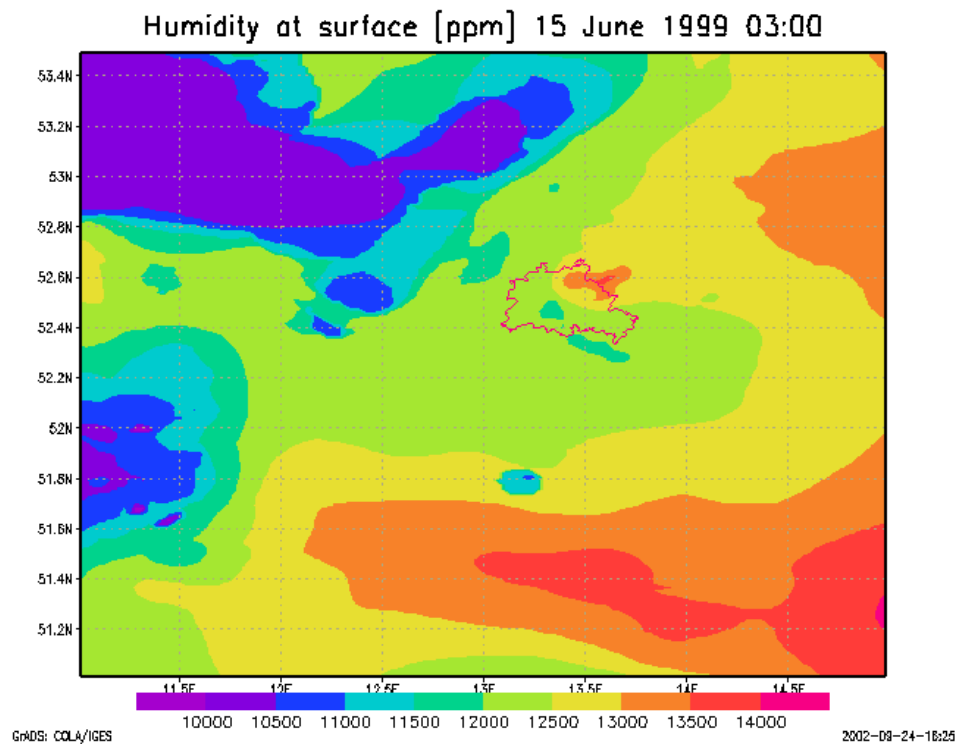 Humidity at surface [ppm] 15 June 1999 03:00
53.4N
53.2N
53N
52.8N
52.6N
52.4N
52.2N
52N
51.8N
51.6N
51.4N
51.2N
11.5E 12E 12.5E 13E 13.5E 14E 14.5E
10000 10500 11000 11500 12000 12500 13000 13500 14000
GrADS: COLA/IGES 2002-09-24-16:25